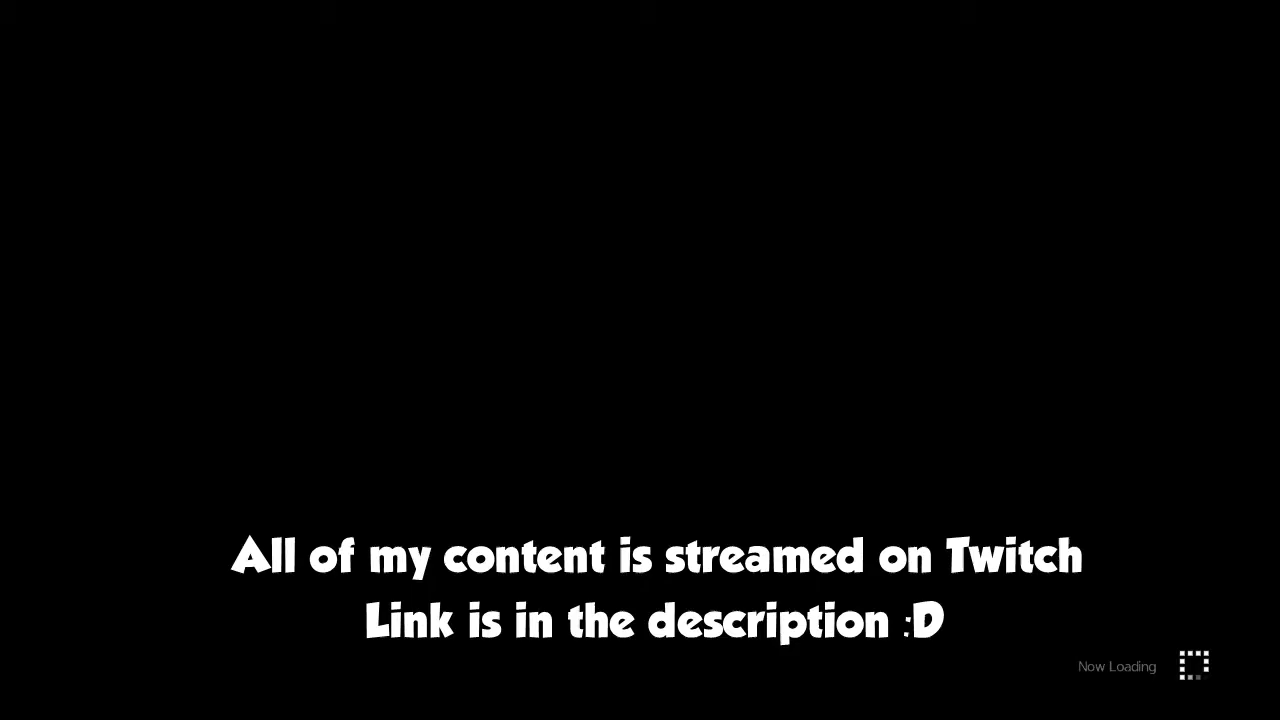 All of my content is streamed on Twitch
Link is in the description :D
Now Loading